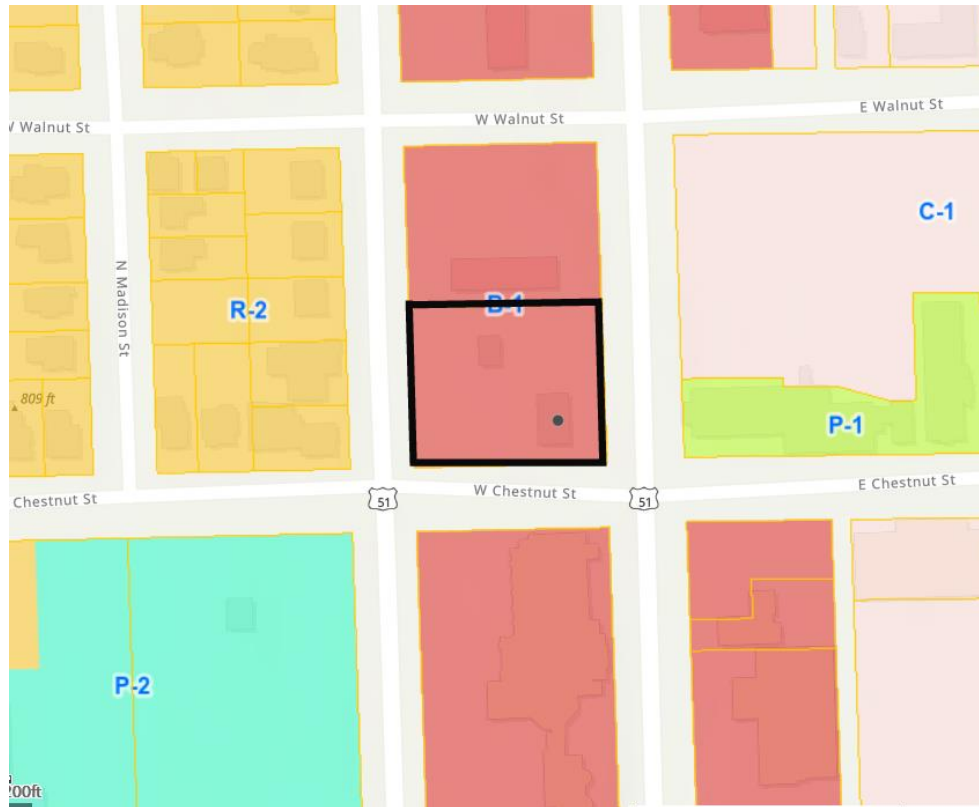 W Walnut St
W Walnut St
E Walnut St
C-1
N Madison St
R-2
B-1
809 ft
P-1
Chestnut St
51
W Chestnut St
51
E Chestnut St
P-2
200ft